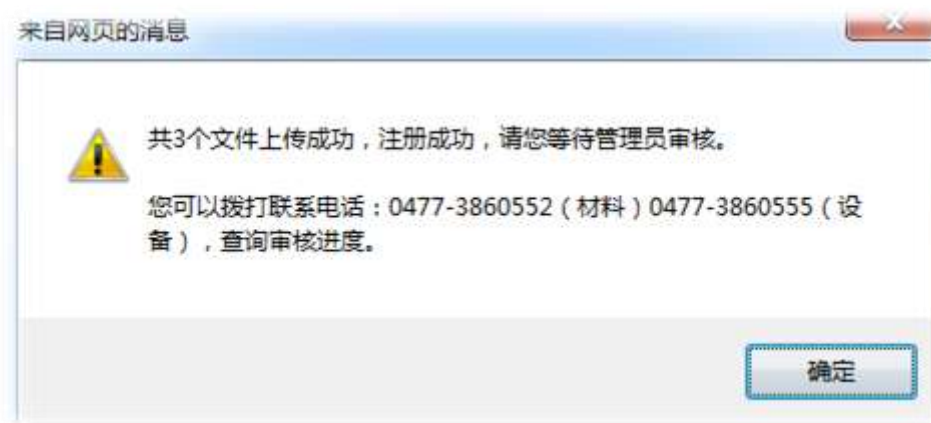 来自网页的消息
共3个文件上传成功，注册成功，请您等待管理员审核。
您可以拨打联系电话：0477-3860552（材料）0477-3860555（设
备），查询审核进度。
确定